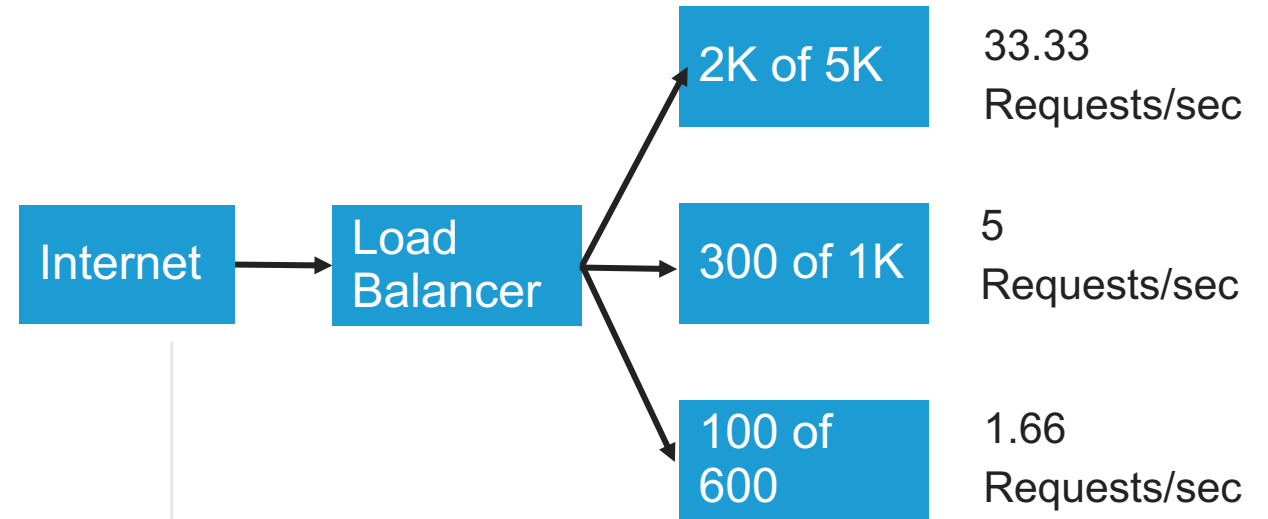 2K of 5K
33.33
Requests/sec
Internet
Load
Balancer
300 of 1K
5
Requests/sec
100 of
600
1.66
Requests/sec